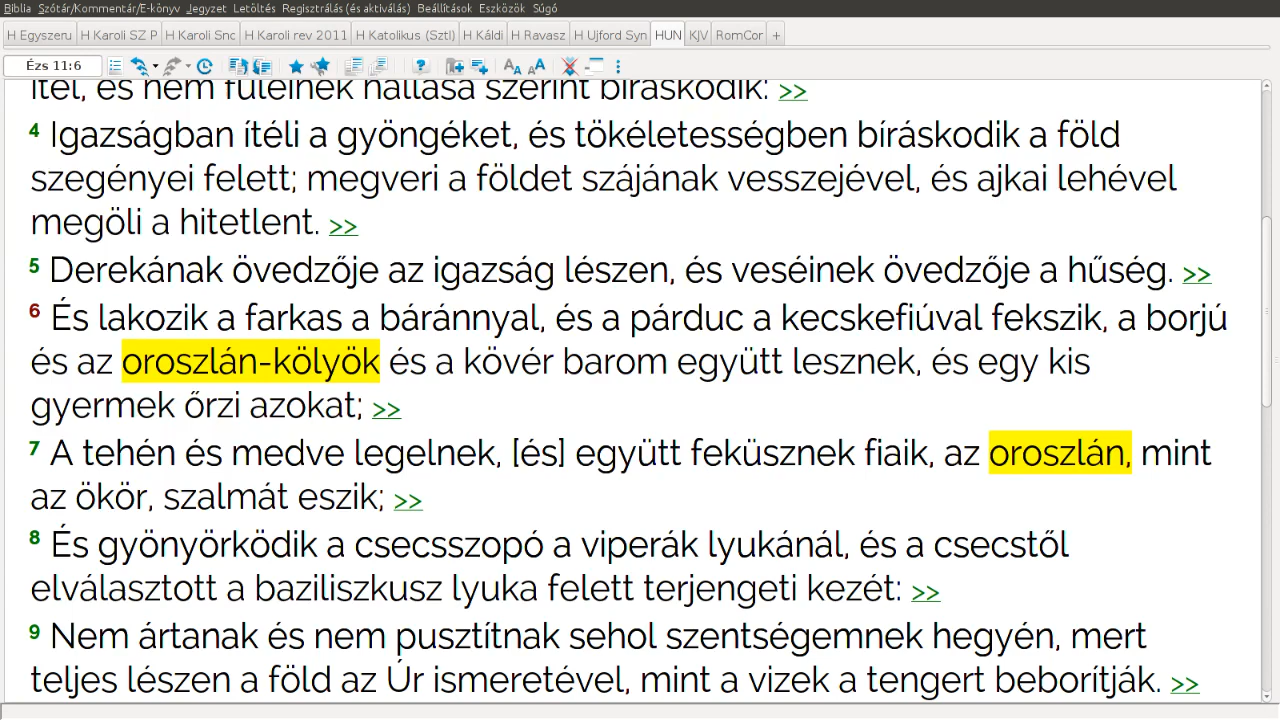 Biblia Szótár/Kommentár/E-könyv Jegyzet Letöltés Regisztrálás (és aktiválás) Beállítások Eszközök Súgó
H Egyszeru H Karoli SZ P H Karoli Snc H Karoli rev 2011 H Katolikus (SztI) H Káldi H Ravasz H Ujford Syn HUN KJV RomCor +
Ézs 11:6
ítél, és nem füleinek hallása szerint bíráskodik: >>
4 Igazságban ítéli a gyöngéket, és tökéletességben bíráskodik a föld
szegényei felett; megveri a földet szájának vesszejével, és ajkai lehével
megöli a hitetlent. >>
5 Derekának övedzője az igazság lészen, és veséinek övedzője a hűség. >>
6 És lakozik a farkas a báránnyal, és a párduc a kecskefiúval fekszik, a borjú
és az oroszlán-kölyök és a kövér barom együtt lesznek, és egy kis
gyermek őrzi azokat; >>
7 A tehén és medve legelnek, [és] együtt feküsznek fiaik, az oroszlán, mint
az ökör, szalmát eszik; >>
8 És gyönyörködik a csecsszopó a viperák lyukánál, és a csecstől
elválasztott a baziliszkusz lyuka felett terjengeti kezét: >>
9 Nem ártanak és nem pusztítnak sehol szentségemnek hegyén, mert
teljes lészen a föld az Úr ismeretével, mint a vizek a tengert beborítják. >>